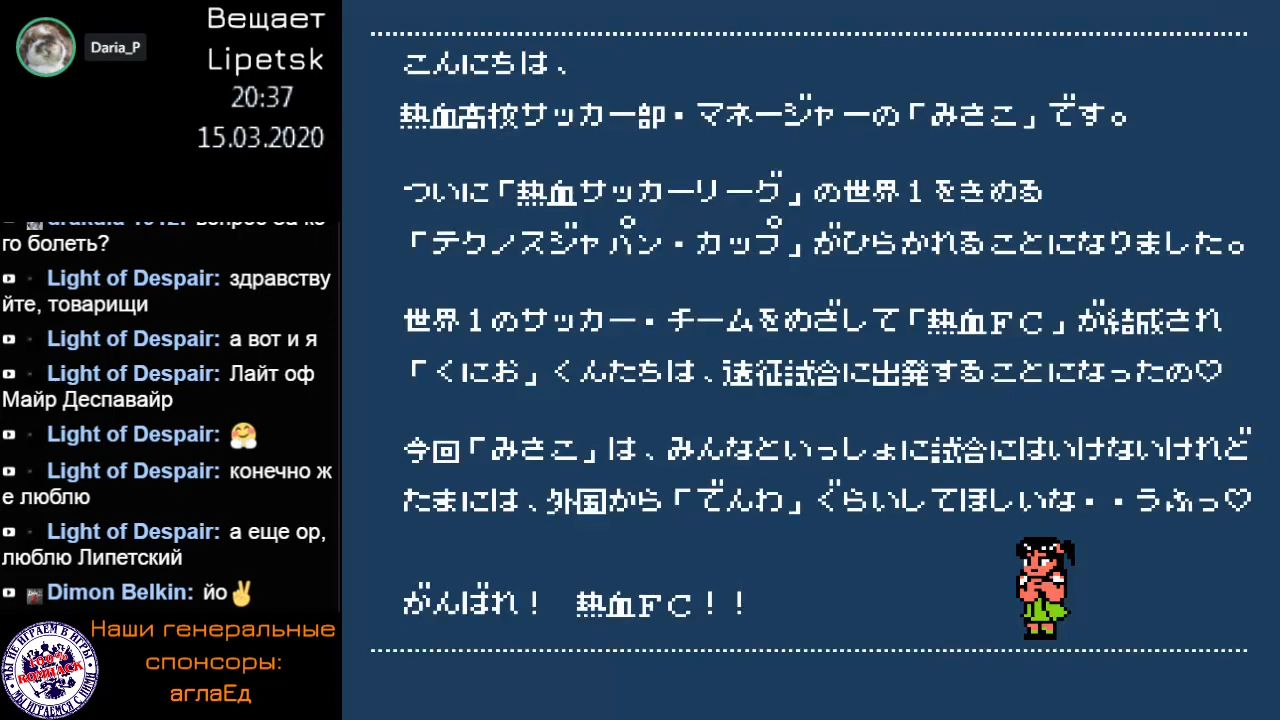 Daria_P
Вещает
Lipetsk
20:37
15.03.2020
го болеть?
Light of Despair: здравству
йте, товарищи
Light of Despair: а вот и я
Light of Despair: Лайт оф
Майр Деспавайр
Light of Despair: 🤗
Light of Despair: конечно ж
е люблю
Light of Despair: а еще ор,
люблю Липетский
Dimon Belkin: йо✌
МЫ НЕ ИГРАЕМ В ИГРЫ
100%
КОМПАСК
МЫ ИГРАЕМСЯ С НИМИ
Наши генеральные
спонсоры:
аглаЕд
こんにちは、
熱血高校サッカー部・マネージャーの「みさこ」です。
ついに「熱血サッカーリーグ」の世界1をきめる
「テクノスジャパン・カップ」がひらかれることになりました。
世界1のサッカー・チームをめざして「熱血FC」が結成され
「くにお」くんたちは、遠征試合に出発することになったの♡
今回「みさこ」は、みんなといっしょに試合にはいけないけれど
たまには、外国から「でんわ」ぐらいしてほしいな・・うふっ♡
がんばれ! 熱血FC!!